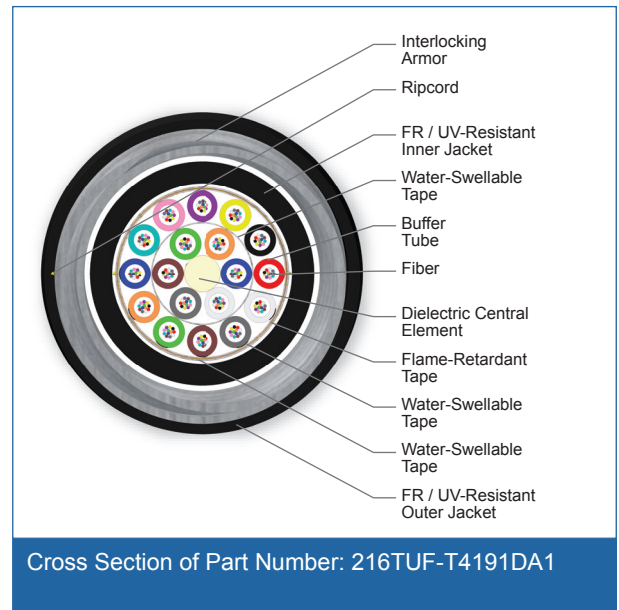 Interlocking
Armor
Ripcord
FR / UV-Resistant
Inner Jacket
Water-Swellable
Tape
Buffer
Tube
Fiber
Dielectric Central
Element
Flame-Retardant
Tape
Water-Swellable
Tape
Water-Swellable
Tape
FR / UV-Resistant
Outer Jacket
Cross Section of Part Number: 216TUF-T4191DA1